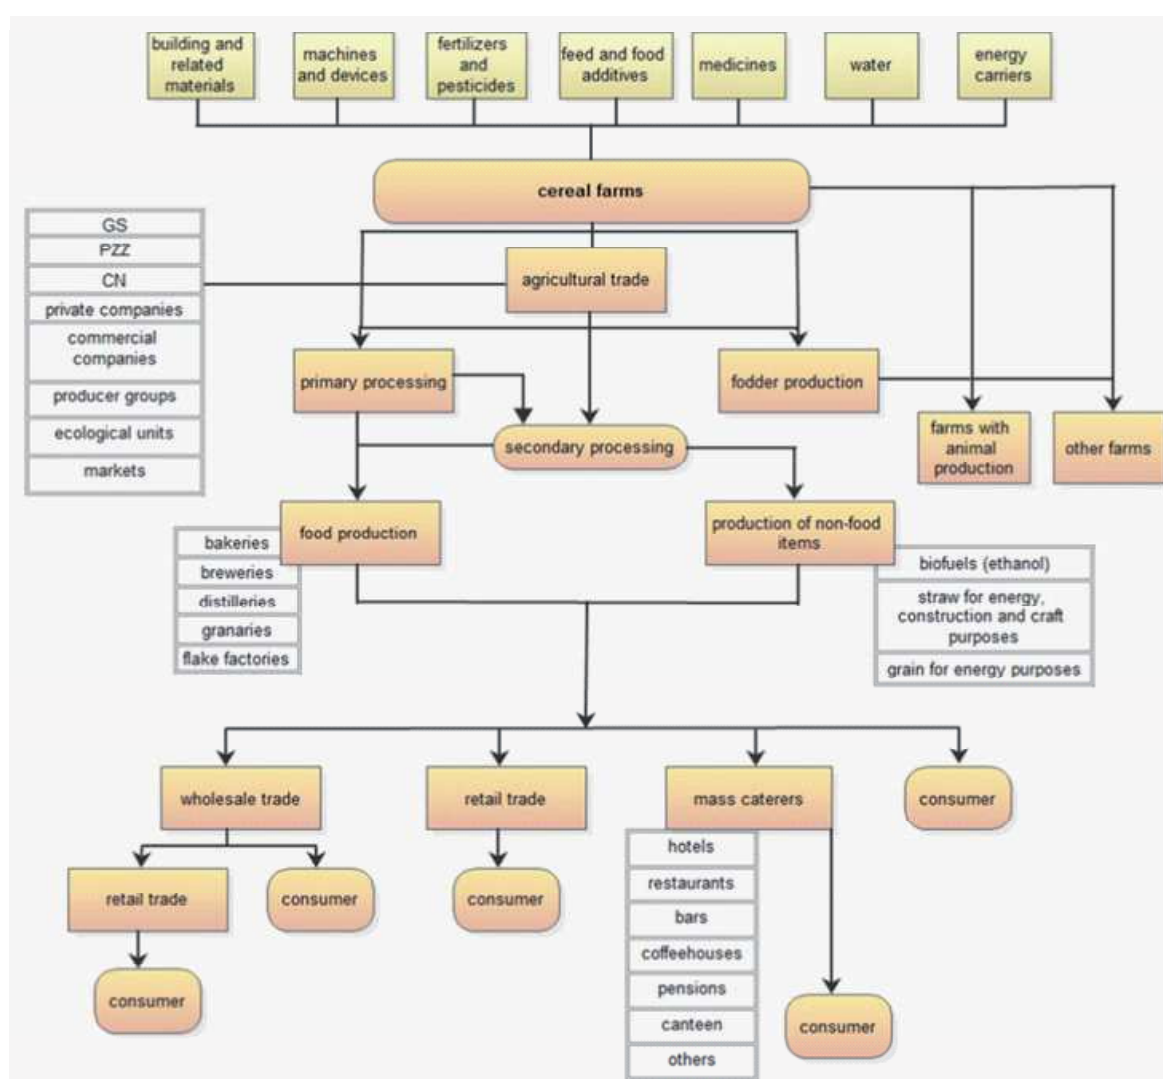 building and
related
materials
machines
and devices
fertilizers
and
pesticides
feed and food
additives
medicines
water
energy
carriers
cereal farms
GS
PZZ
CN
private companies
commercial
companies
producer groups
ecological units
markets
agricultural trade
primary processing
fodder production
secondary processing
farms with
animal
production
other farms
food production
production of non-food
items
bakeries
breweries
distilleries
granaries
flake factories
biofuels (ethanol)
straw for energy,
construction and craft
purposes
grain for energy purposes
wholesale trade
retail trade
mass caterers
consumer
retail trade
consumer
consumer
consumer
hotels
restaurants
bars
coffeehouses
pensions
canteen
others
consumer